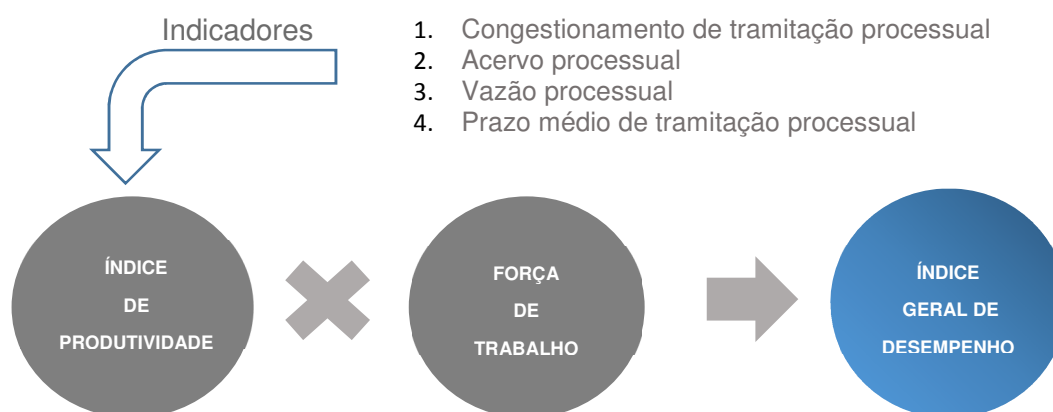 Indicadores
1. Congestionamento de tramitação processual
2. Acervo processual
3. Vazão processual
4. Prazo médio de tramitação processual
ÍNDICE
DE
PRODUTIVIDADE
FORÇA
DE
TRABALHO
ÍNDICE
GERAL DE
DESEMPENHO